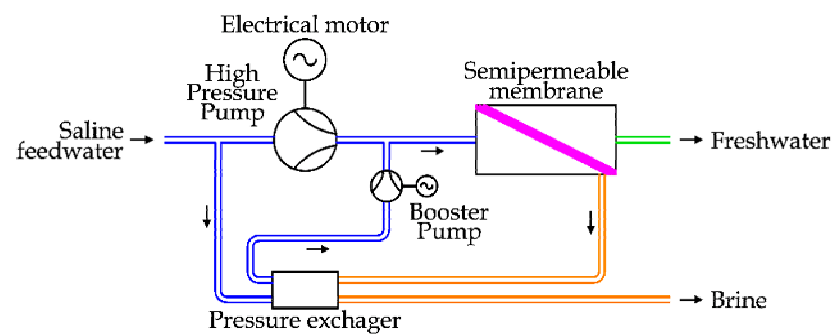 Electrical motor
High
Pressure
Pump
Semipermeable
membrane
Saline
feedwater
Freshwater
Booster
Pump
Brine
Pressure exchager